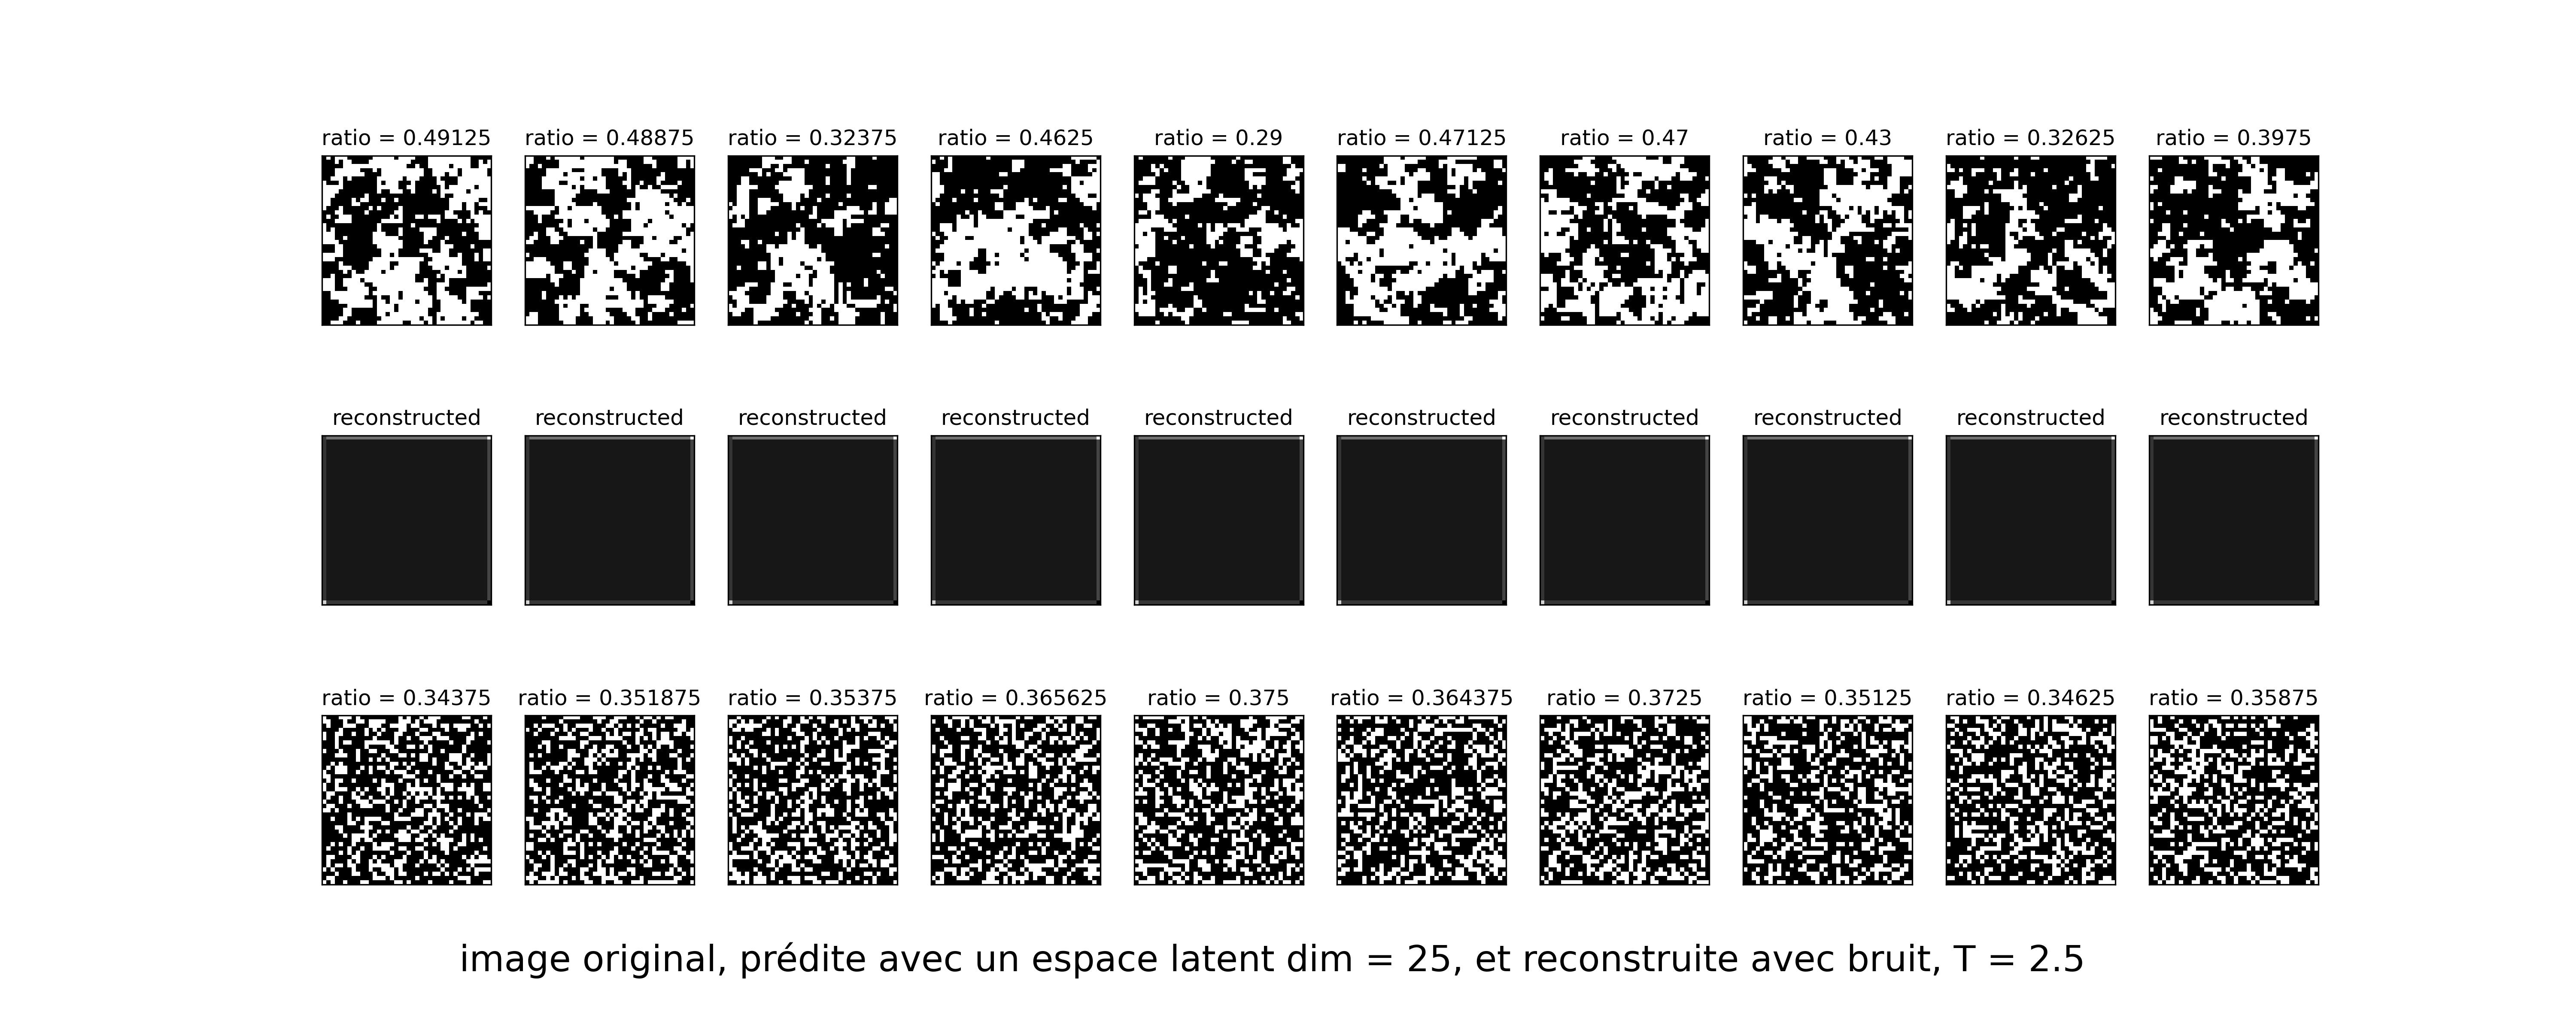 ratio = 0.49125 ratio = 0.48875 ratio = 0.32375 ratio = 0.4625 ratio = 0.29 ratio = 0.47125 ratio = 0.47 ratio = 0.43 ratio = 0.32625 ratio = 0.3975
reconstructed reconstructed reconstructed reconstructed reconstructed reconstructed reconstructed reconstructed reconstructed reconstructed
ratio = 0.34375 ratio = 0.351875 ratio = 0.35375 ratio = 0.365625 ratio = 0.375 ratio = 0.364375 ratio = 0.3725 ratio = 0.35125 ratio = 0.34625 ratio = 0.35875
image original, prédite avec un espace latent dim = 25, et reconstruite avec bruit, T = 2.5